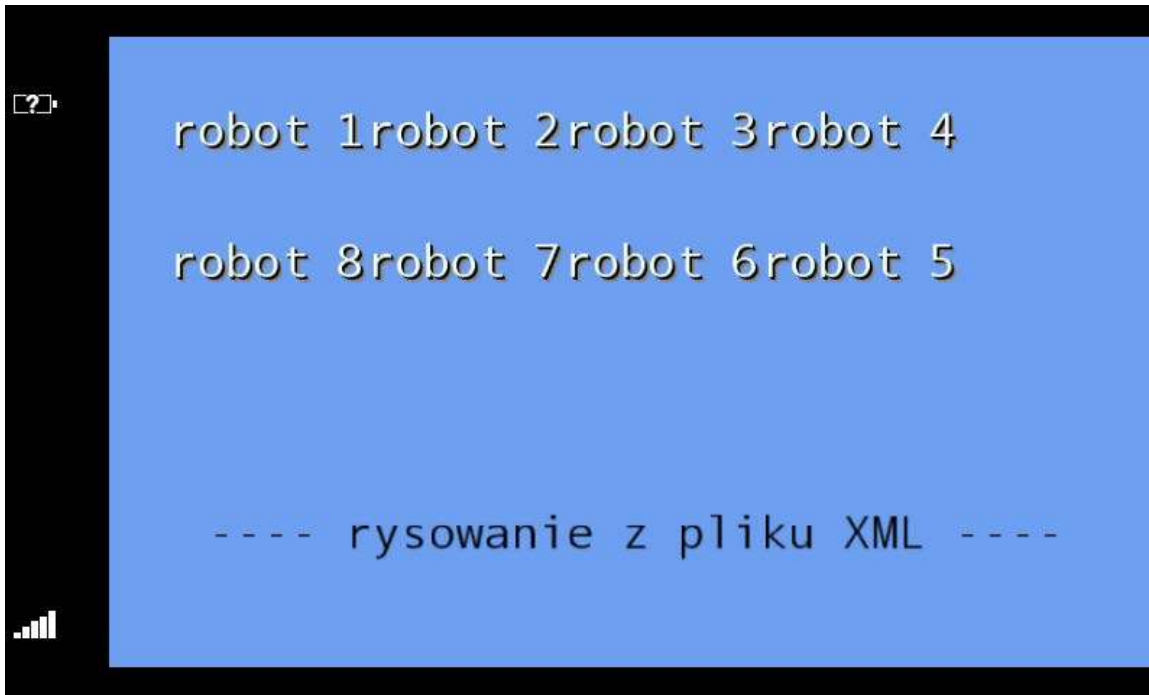 robot 1robot 2robot 3robot 4
robot 8robot 7robot 6robot 5
---- rysowanie z pliku XML ----